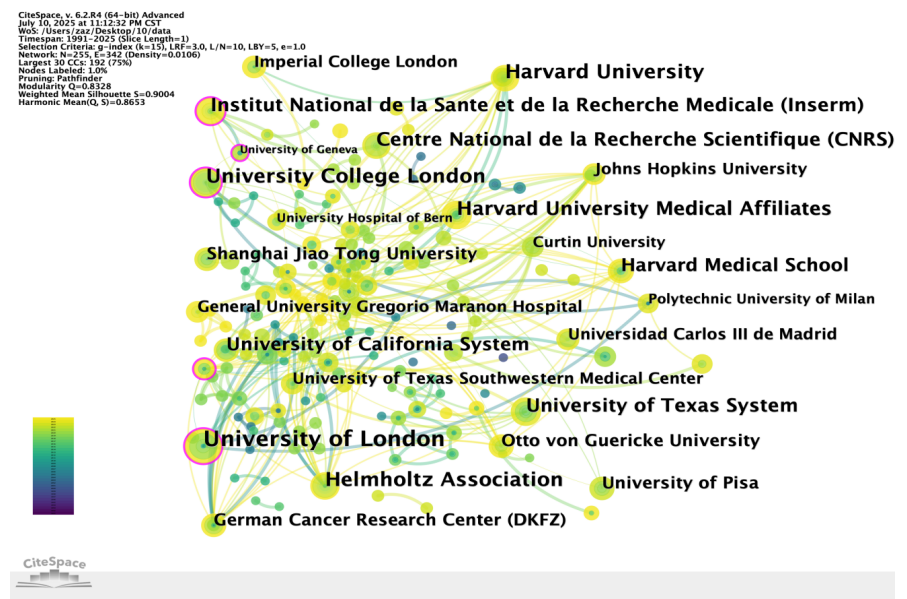 CiteSpace, v. 6.2.R4 (64-bit) Advanced
July 10, 2025 at 11:12:32 PM CST
WoS: /Users/zaz/Desktop/10/data
Timespan: 1991-2025 (Slice Length=1)
Selection Criteria: g-index (k=15), LRF=3.0, L/N=10, LBY=5, e=1.0
Network: N=255, E=342 (Density=0.0106)
Largest 30 CCs: 192 (75%)
Nodes Labeled: 1.0%
Pruning: Pathfinder
Modularity Q=0.8328
Weighted Mean Silhouette S=0.9004
Harmonic Mean(Q, S)=0.8653
Imperial College London
Harvard University
Institut National de la Sante et de la Recherche Medicale (Inserm)
Centre National de la Recherche Scientifique (CNRS)
University of Geneva
Johns Hopkins University
University College London
Harvard University Medical Affiliates
University Hospital of Bern
Curtin University
Shanghai Jiao Tong University
Harvard Medical School
Polytechnic University of Milan
General University Gregorio Maranon Hospital
Universidad Carlos III de Madrid
University of California System
University of Texas Southwestern Medical Center
University of Texas System
University of London
Otto von Guericke University
Helmholtz Association
University of Pisa
German Cancer Research Center (DKFZ)
CiteSpace